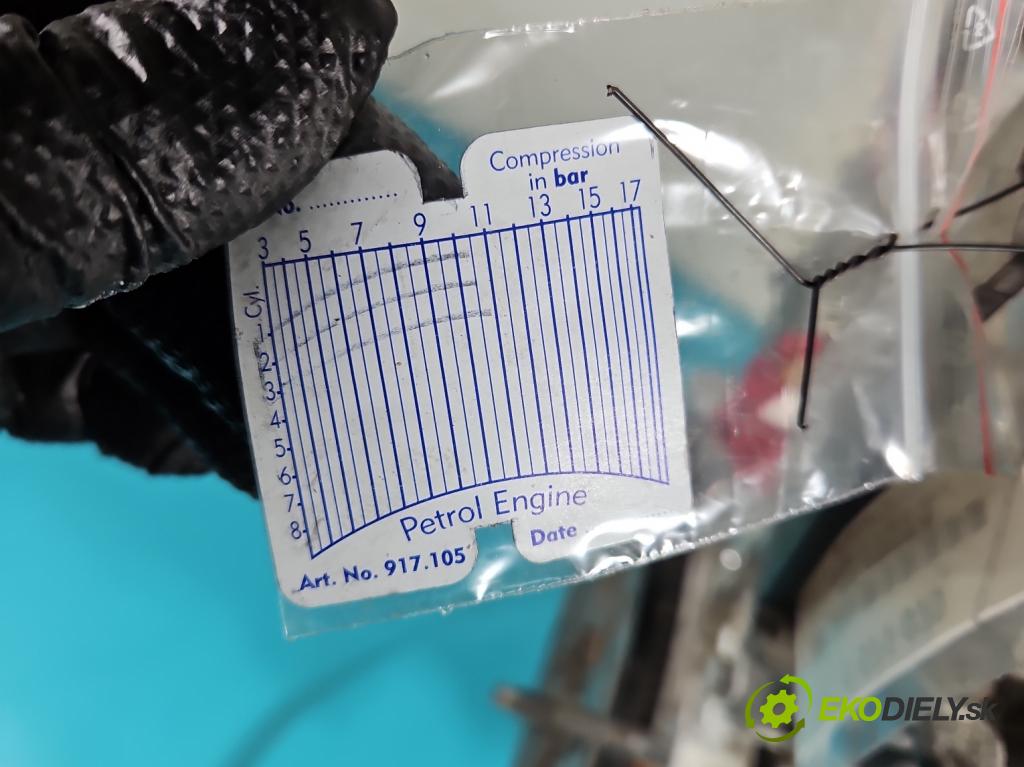 No. .............
Compression
in bar
3 5 7 9 11 13 15 17
Cyl.
1
2
3
4
5
6
7
8
Petrol Engine
Date
Art. No. 917.105
EKODIELY.sk